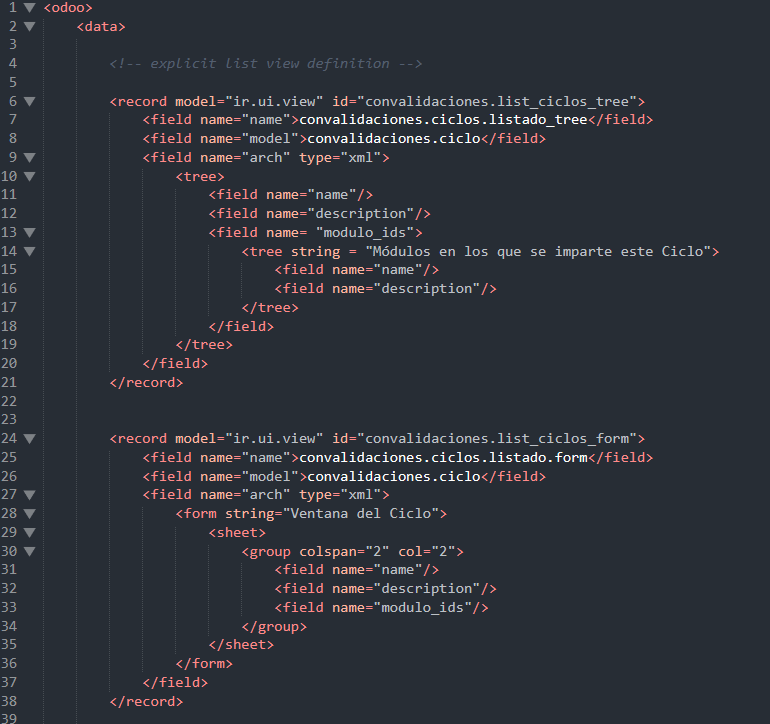 1 <odoo>
2 <data>
3
4 <!-- explicit list view definition -->
5
6 <record model="ir.ui.view" id="convalidaciones.list_ciclos_tree">
7 <field name="name">convalidaciones.ciclos.listado_tree</field>
8 <field name="model">convalidaciones.ciclo</field>
9 <field name="arch" type="xml">
10 <tree>
11 <field name="name"/>
12 <field name="description"/>
13 <field name= "modulo_ids">
14 <tree string = "Módulos en los que se imparte este Ciclo">
15 <field name="name"/>
16 <field name="description"/>
17 </tree>
18 </field>
19 </tree>
20 </field>
21 </record>
22
23
24 <record model="ir.ui.view" id="convalidaciones.list_ciclos_form">
25 <field name="name">convalidaciones.ciclos.listado.form</field>
26 <field name="model">convalidaciones.ciclo</field>
27 <field name="arch" type="xml">
28 <form string="Ventana del Ciclo">
29 <sheet>
30 <group colspan="2" col="2">
31 <field name="name"/>
32 <field name="description"/>
33 <field name="modulo_ids"/>
34 </group>
35 </sheet>
36 </form>
37 </field>
38 </record>
39